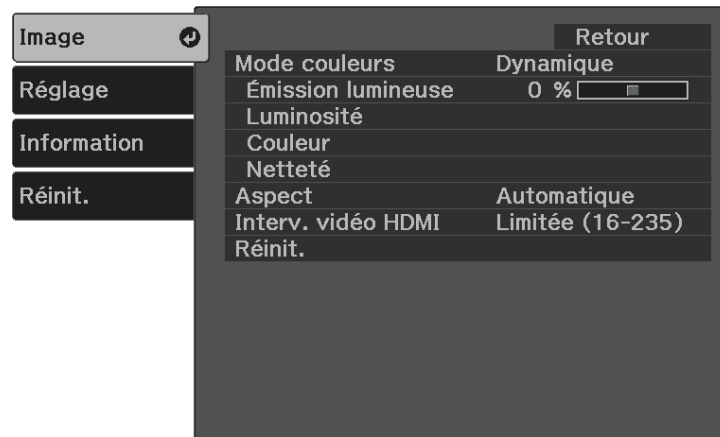 Image
Réglage
Information
Réinit.
Retour
Mode couleurs Dynamique
Émission lumineuse 0 %
Luminosité
Couleur
Netteté
Aspect Automatique
Interv. vidéo HDMI Limitée (16-235)
Réinit.